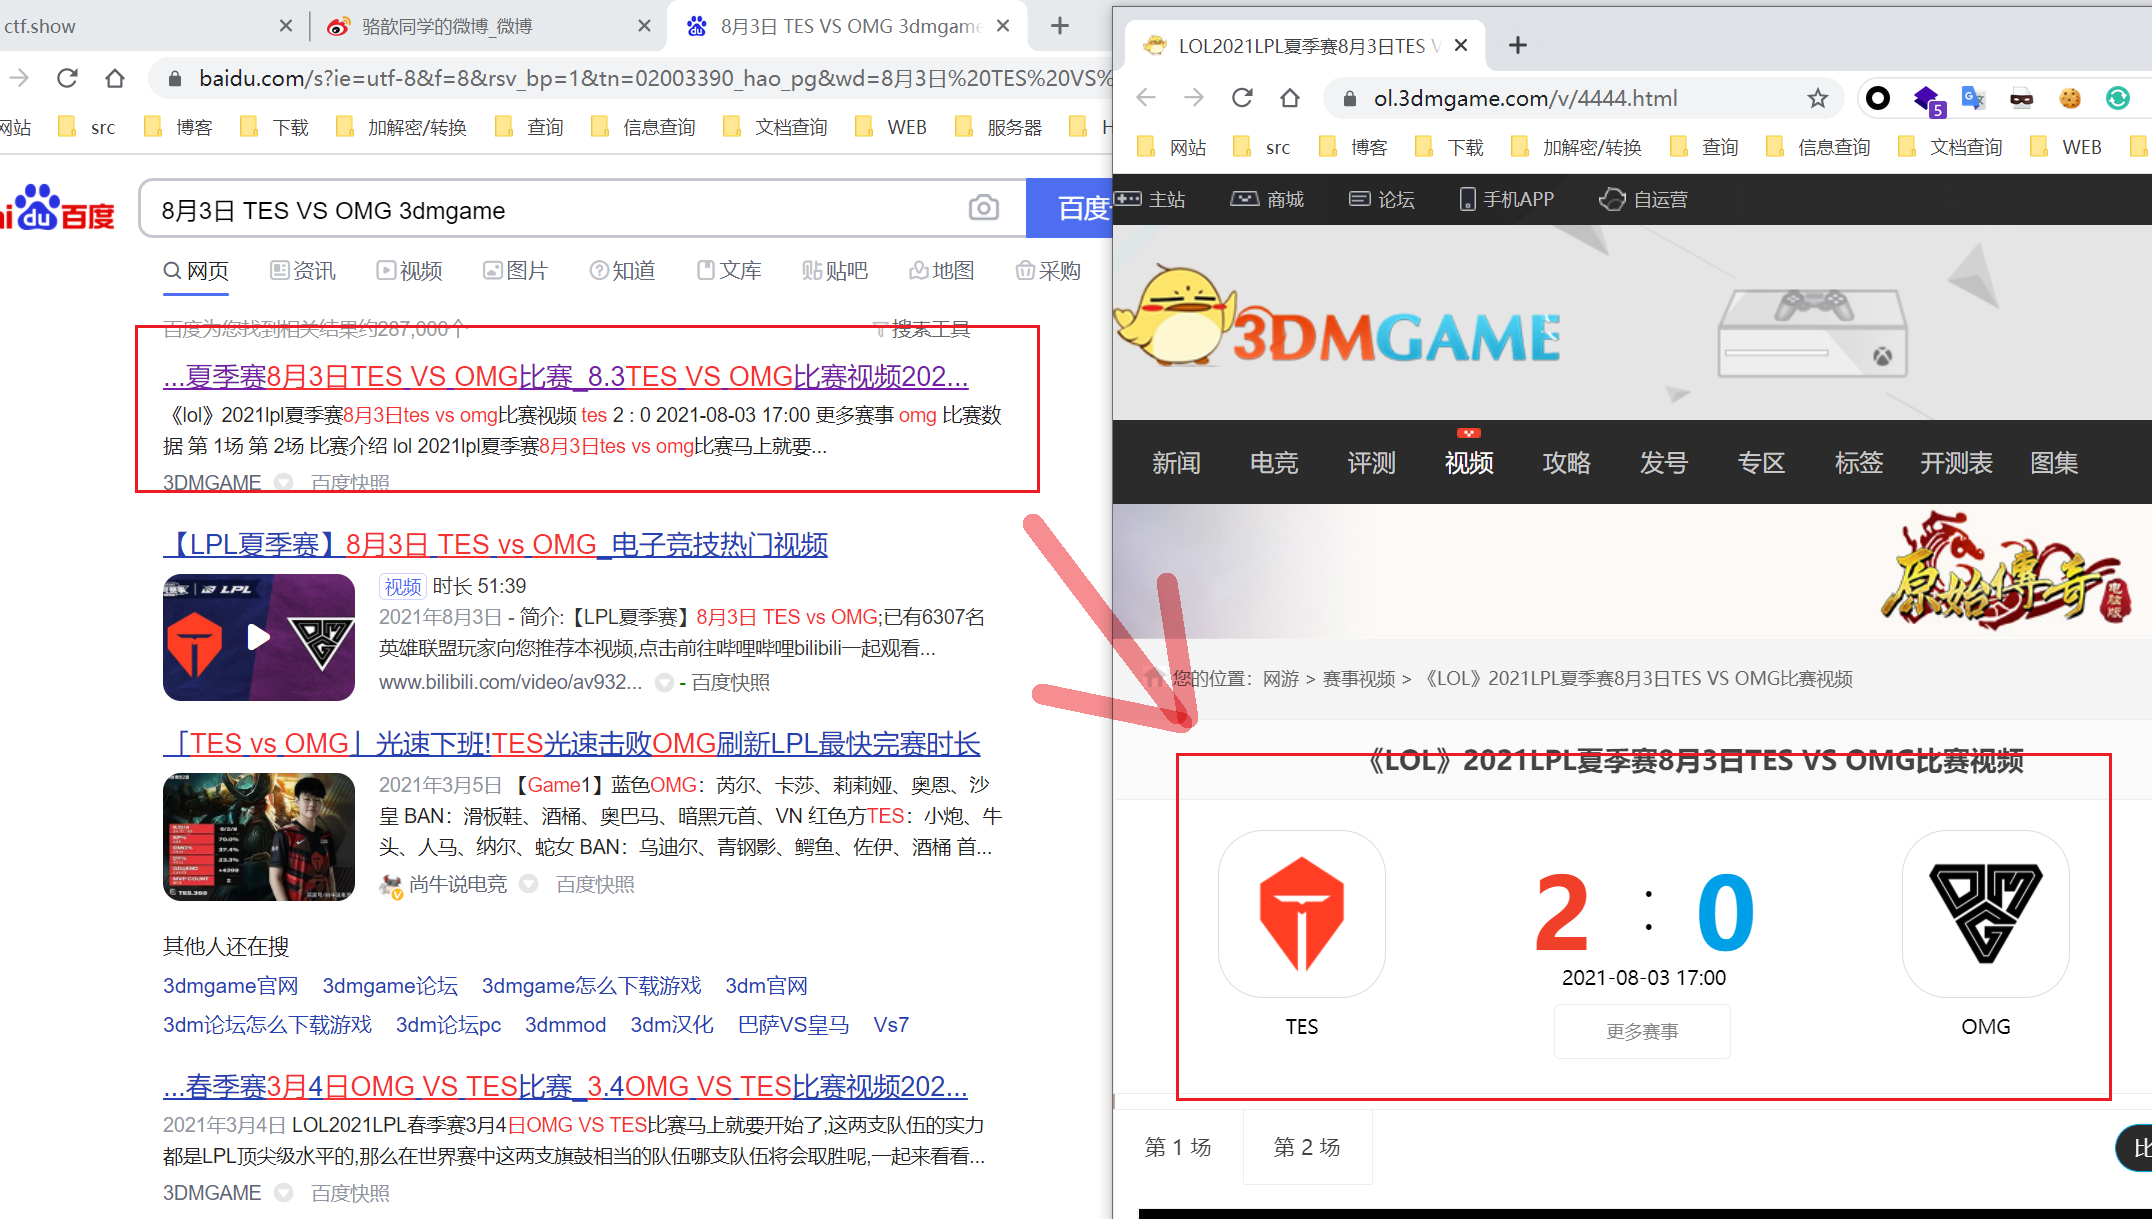 ctf.show
骆歆同学的微博_微博
8月3日 TES VS OMG 3dmgame
baidu.com/s?ie=utf-8&f=8&rsv_bp=1&tn=02003390_hao_pg&wd=8月3日%20TES%20VS%
网站 src 博客 下载 加解密/转换 查询 信息查询 文档查询 WEB 服务器 H
du百度
8月3日 TES VS OMG 3dmgame
百度
网页 资讯 视频 图片 知道 文库 贴吧 地图 采购
百度为您找到相关结果约287,000个 搜索工具
...夏季赛8月3日TES VS OMG比赛_8.3TES VS OMG比赛视频202...
《lol》2021lpl夏季赛8月3日tes vs omg比赛视频 tes 2 : 0 2021-08-03 17:00 更多赛事 omg 比赛数
据 第 1场 第 2场 比赛介绍 lol 2021lpl夏季赛8月3日tes vs omg比赛马上就要...
3DMGAME 百度快照
【LPL夏季赛】8月3日 TES vs OMG_电子竞技热门视频
LPL
OMG
视频 时长 51:39
2021年8月3日 - 简介:【LPL夏季赛】8月3日 TES vs OMG;已有6307名
英雄联盟玩家向您推荐本视频,点击前往哔哩哔哩bilibili一起观看...
www.bilibili.com/video/av932... - 百度快照
「TES vs OMG」光速下班!TES光速击败OMG刷新LPL最快完赛时长
2021年3月5日 【Game1】蓝色OMG：芮尔、卡莎、莉莉娅、奥恩、沙
皇 BAN：滑板鞋、酒桶、奥巴马、暗黑元首、VN 红色方TES：小炮、牛
头、人马、纳尔、蛇女 BAN：乌迪尔、青钢影、鳄鱼、佐伊、酒桶 首...
尚牛说电竞 百度快照
其他人还在搜
3dmgame官网 3dmgame论坛 3dmgame怎么下载游戏 3dm官网
3dm论坛怎么下载游戏 3dm论坛pc 3dmmod 3dm汉化 巴萨VS皇马 Vs7
...春季赛3月4日OMG VS TES比赛_3.4OMG VS TES比赛视频202...
2021年3月4日 LOL2021LPL春季赛3月4日OMG VS TES比赛马上就要开始了,这两支队伍的实力
都是LPL顶尖级水平的,那么在世界赛中这两支旗鼓相当的队伍哪支队伍将会取胜呢,一起来看看...
3DMGAME 百度快照
LOL2021LPL夏季赛8月3日TES V
ol.3dmgame.com/v/4444.html
5
网站 src 博客 下载 加解密/转换 查询 信息查询 文档查询 WEB
主站 商城 论坛 手机APP 自运营
3DMGAME
新闻 电竞 评测 视频 攻略 发号 专区 标签 开测表 图集
原始傳奇 电脑版
您的位置：网游 > 赛事视频 > 《LOL》2021LPL夏季赛8月3日TES VS OMG比赛视频
《LOL》2021LPL夏季赛8月3日TES VS OMG比赛视频
2 : 0
OMG
2021-08-03 17:00
TES
更多赛事
OMG
第 1 场 第 2 场
比